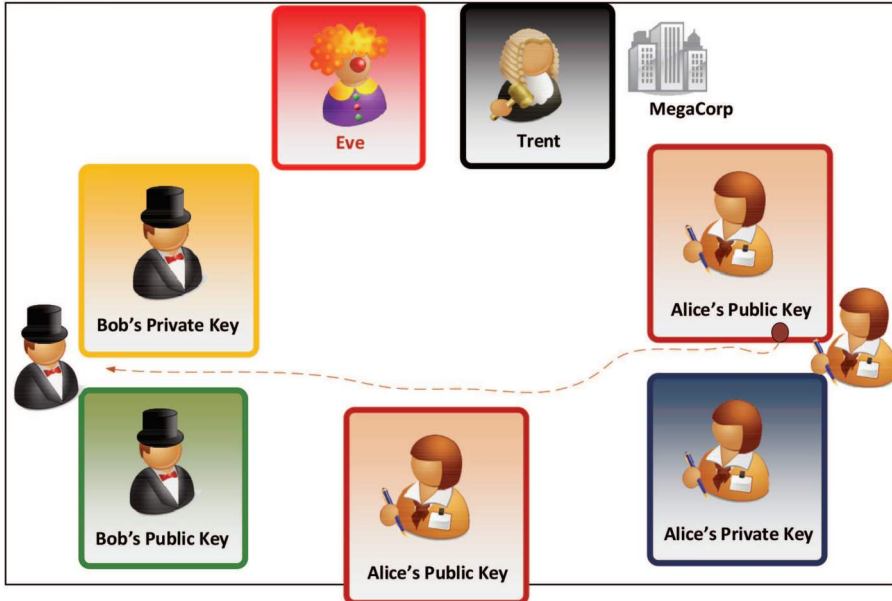 Eve
Trent
MegaCorp
Bob's Private Key
Alice's Public Key
Bob's Public Key
Alice's Public Key
Alice's Private Key